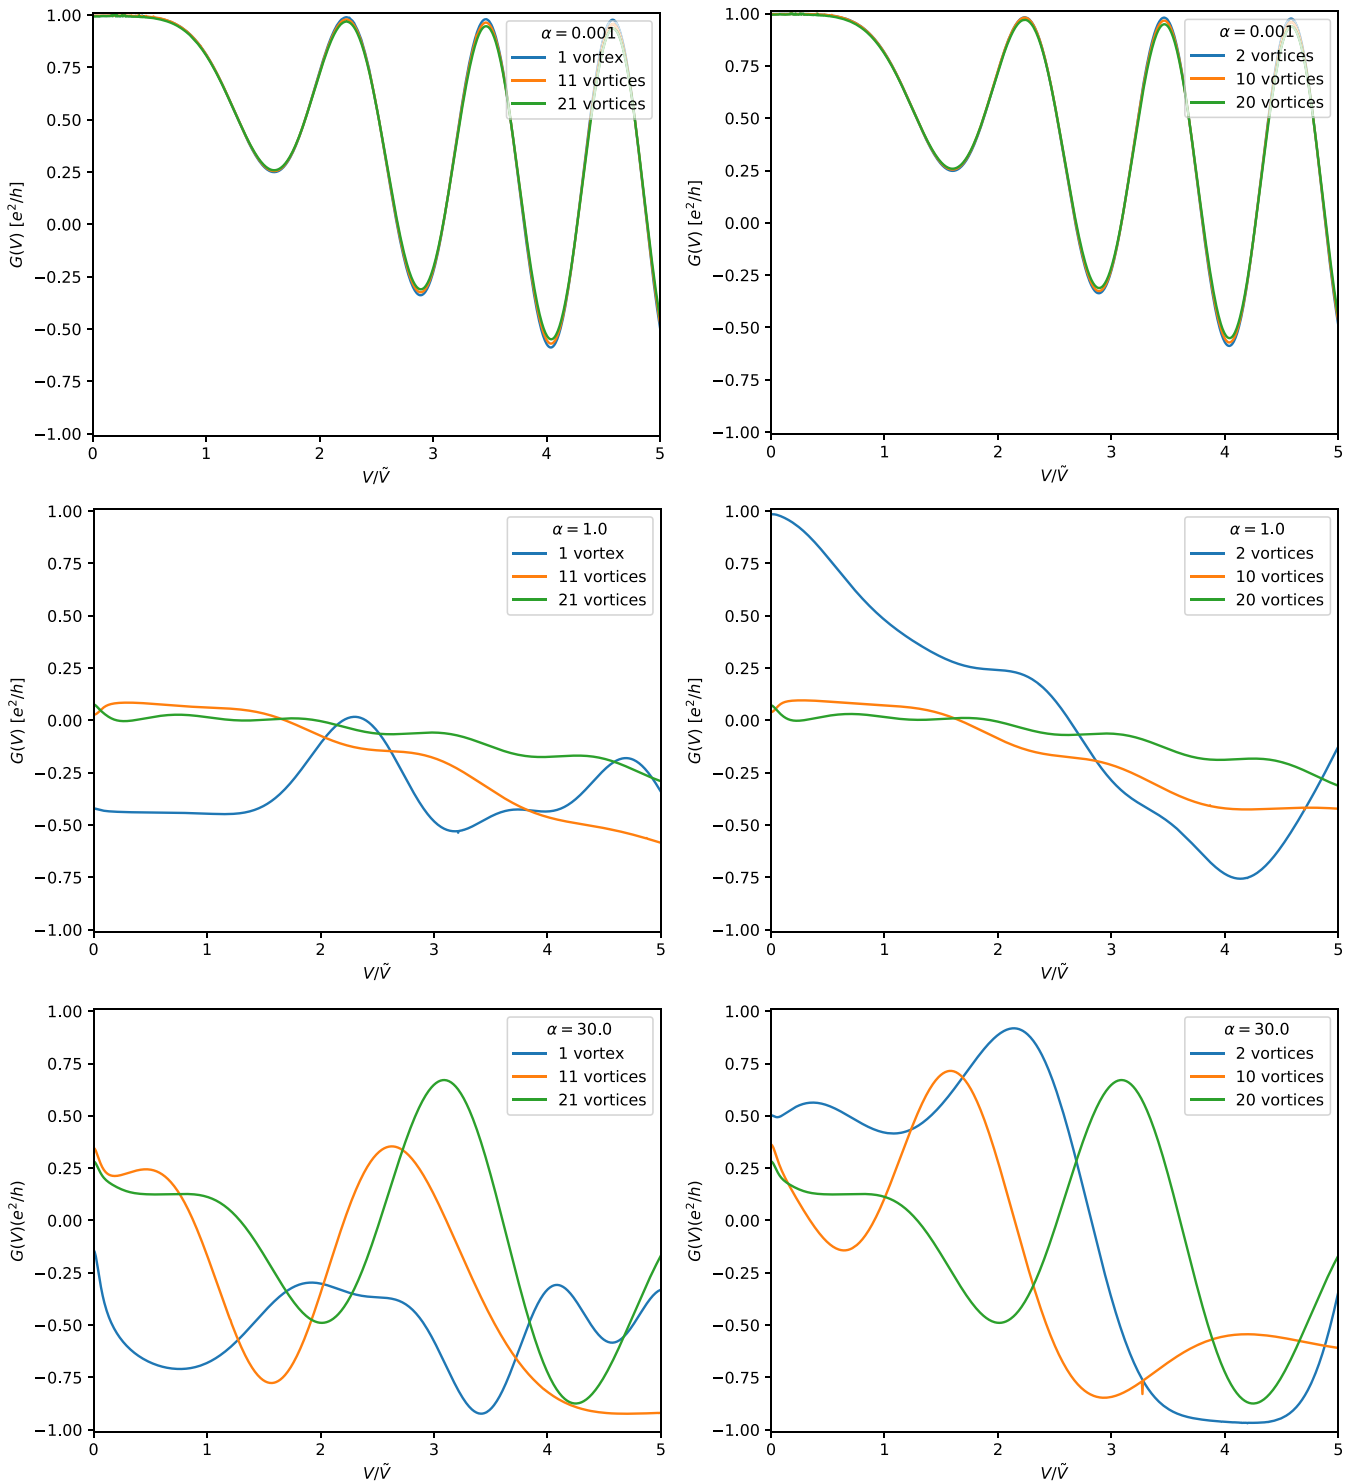 1.00
0.75
0.50
0.25
0.00
−0.25
−0.50
−0.75
−1.00
G(V) [e²/h]
0 1 2 3 4 5
V/Ṽ
α = 0.001
1 vortex
11 vortices
21 vortices
1.00
0.75
0.50
0.25
0.00
−0.25
−0.50
−0.75
−1.00
G(V) [e²/h]
0 1 2 3 4 5
V/Ṽ
α = 0.001
2 vortices
10 vortices
20 vortices
1.00
0.75
0.50
0.25
0.00
−0.25
−0.50
−0.75
−1.00
G(V) [e²/h]
0 1 2 3 4 5
V/Ṽ
α = 1.0
1 vortex
11 vortices
21 vortices
1.00
0.75
0.50
0.25
0.00
−0.25
−0.50
−0.75
−1.00
G(V) [e²/h]
0 1 2 3 4 5
V/Ṽ
α = 1.0
2 vortices
10 vortices
20 vortices
1.00
0.75
0.50
0.25
0.00
−0.25
−0.50
−0.75
−1.00
G(V)(e²/h)
0 1 2 3 4 5
V/Ṽ
α = 30.0
1 vortex
11 vortices
21 vortices
1.00
0.75
0.50
0.25
0.00
−0.25
−0.50
−0.75
−1.00
G(V)(e²/h)
0 1 2 3 4 5
V/Ṽ
α = 30.0
2 vortices
10 vortices
20 vortices